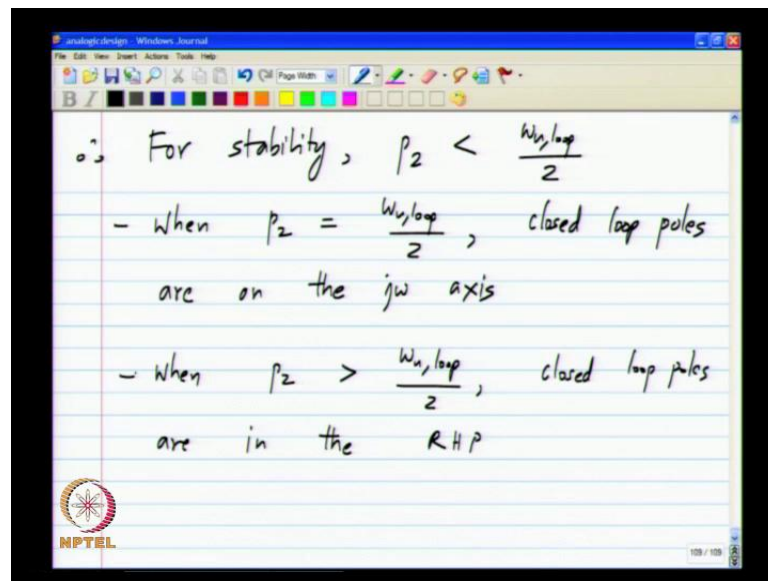 analogicdesign - Windows Journal
File Edit View Insert Actions Tools Help
Page Width
B I
∴ For stability, p₂ < ωu,loop / 2
- When p₂ = ωu,loop / 2 , closed loop poles
are on the jω axis
- When p₂ > ωu,loop / 2 , closed loop poles
are in the RHP
NPTEL
109 / 109